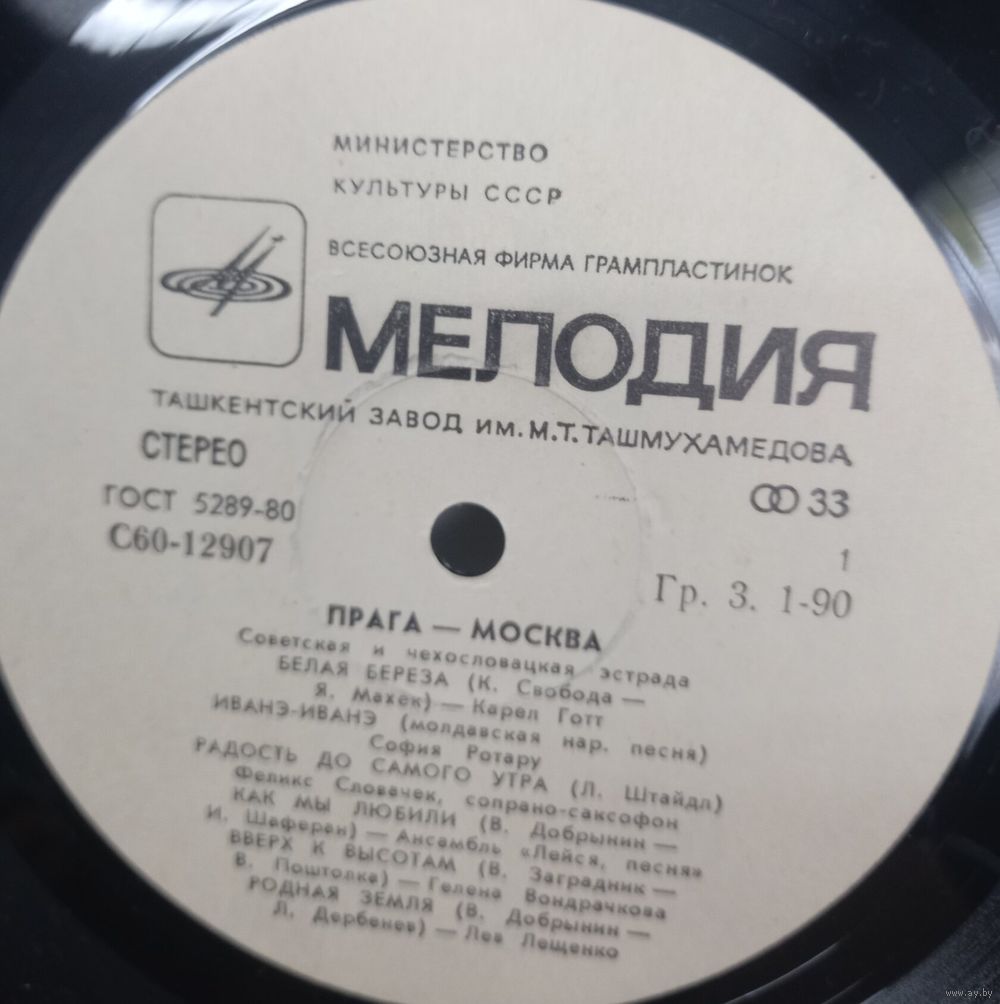 МИНИСТЕРСТВО
КУЛЬТУРЫ СССР
ВСЕСОЮЗНАЯ ФИРМА ГРАМПЛАСТИНОК
МЕЛОДИЯ
ТАШКЕНТСКИЙ ЗАВОД ИМ. М.Т. ТАШМУХАМЕДОВА
СТЕРЕО
ГОСТ 5289-80
33
С60-12907
1
Гр. 3. 1-90
ПРАГА — МОСКВА
Советская и чехословацкая эстрада
БЕЛАЯ БЕРЕЗА (К. Свобода —
Я. Махек) — Карел Готт
ИВАНЭ-ИВАНЭ (молдавская нар. песня)
София Ротару
РАДОСТЬ ДО САМОГО УТРА (Л. Штайдл)
Феликс Словачек, сопрано-саксофон
КАК МЫ ЛЮБИЛИ (В. Добрынин —
И. Шаферан) — Ансамбль «Лейся, песня»
ВВЕРХ К ВЫСОТАМ (В. Заградник —
В. Поштолка) — Гелена Вондрачкова
РОДНАЯ ЗЕМЛЯ (В. Добрынин —
Л. Дербенев) — Лев Лещенко
www.ay.by